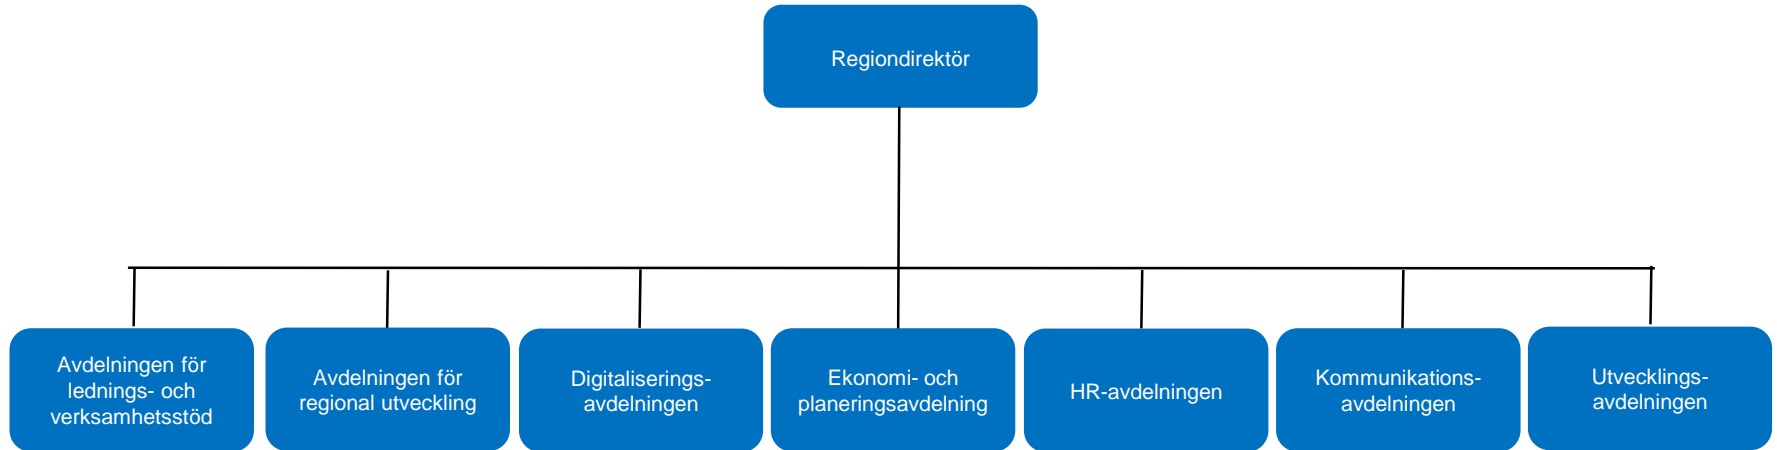 Regiondirektör
Avdelningen för
lednings- och
verksamhetsstöd
Avdelningen för
regional utveckling
Digitaliserings-
avdelningen
Ekonomi- och
planeringsavdelning
HR-avdelningen
Kommunikations-
avdelningen
Utvecklings-
avdelningen